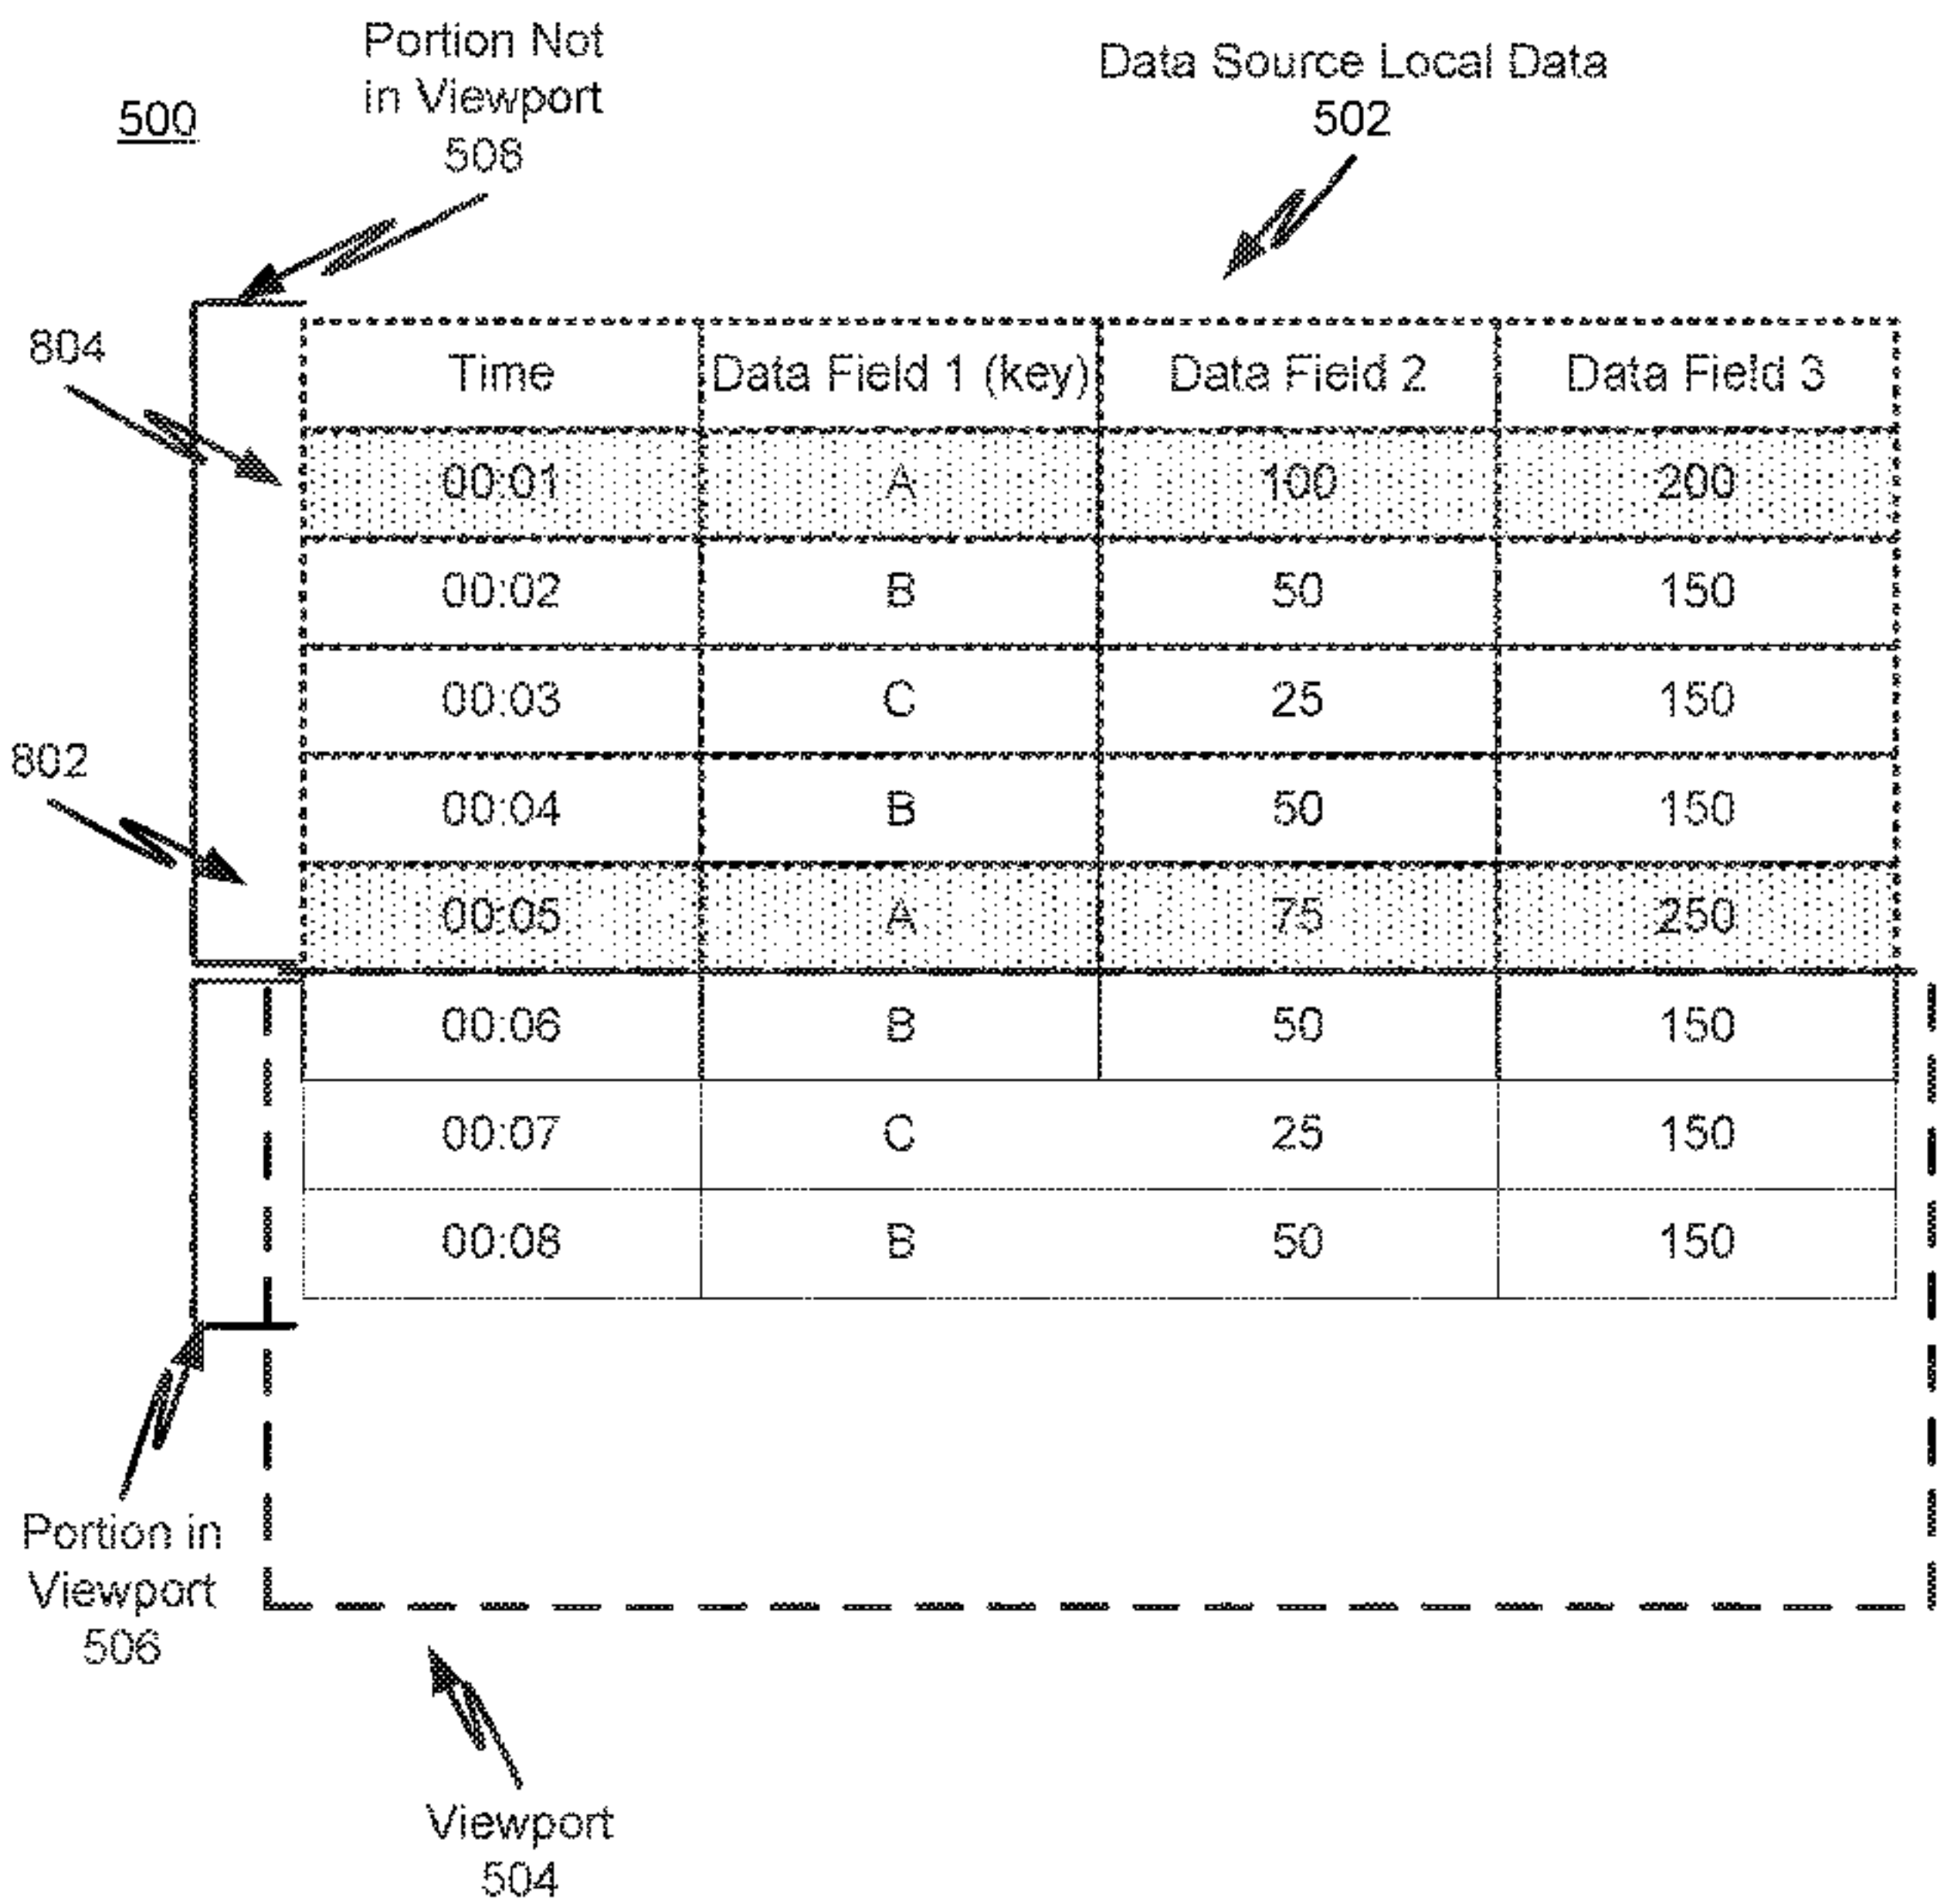 Portion Not
in Viewport
508
500
Data Source Local Data
502
804
802
Time Data Field 1 (key) Data Field 2 Data Field 3
00:01 A 100 200
00:02 B 50 150
00:03 C 25 150
00:04 B 50 150
00:05 A 75 250
00:06 B 50 150
00:07 C 25 150
00:08 B 50 150
Portion in
Viewport
506
Viewport
504